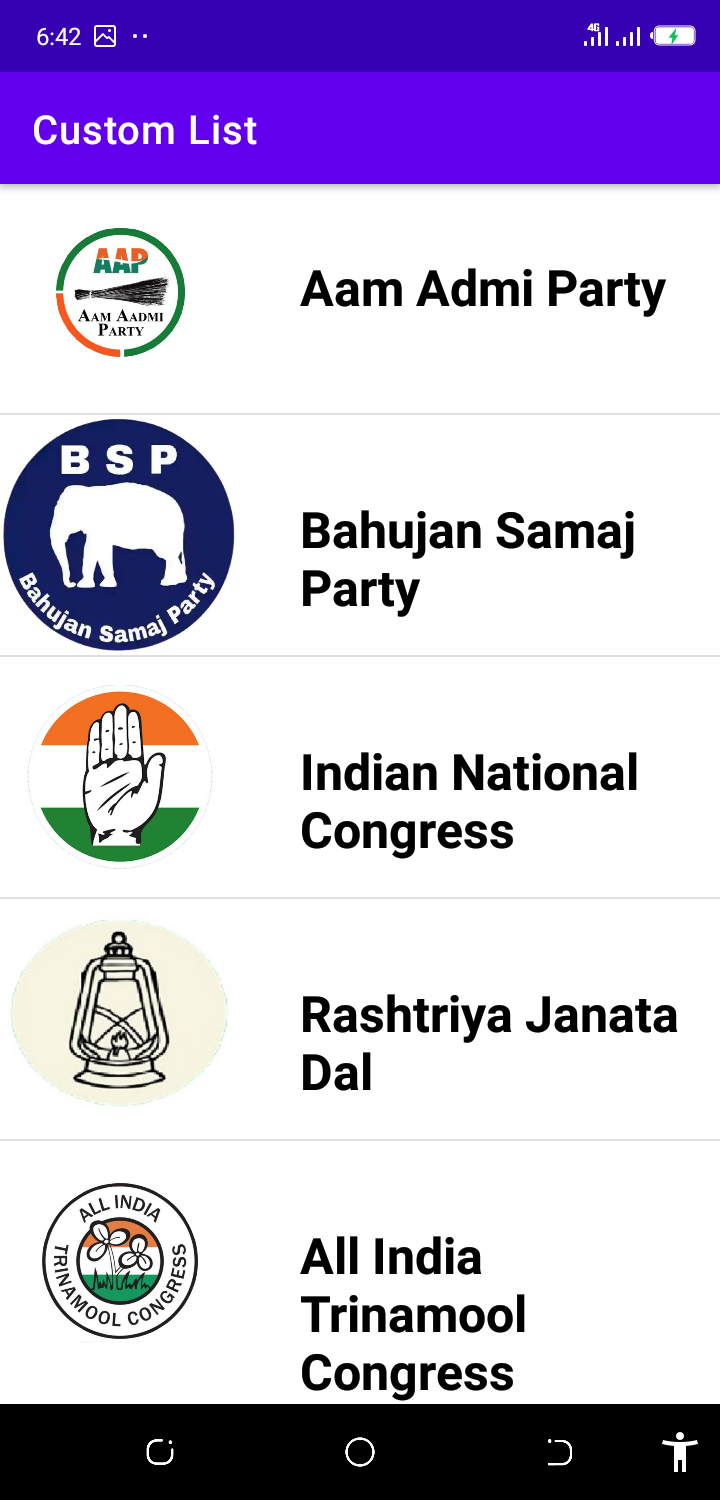 6:42
4G
Custom List
AAP
AAM AADMI
PARTY
Aam Admi Party
B S P
Bahujan Samaj Party
Bahujan Samaj
Party
Indian National
Congress
Rashtriya Janata
Dal
ALL INDIA
TRINAMOOL CONGRESS
All India
Trinamool
Congress